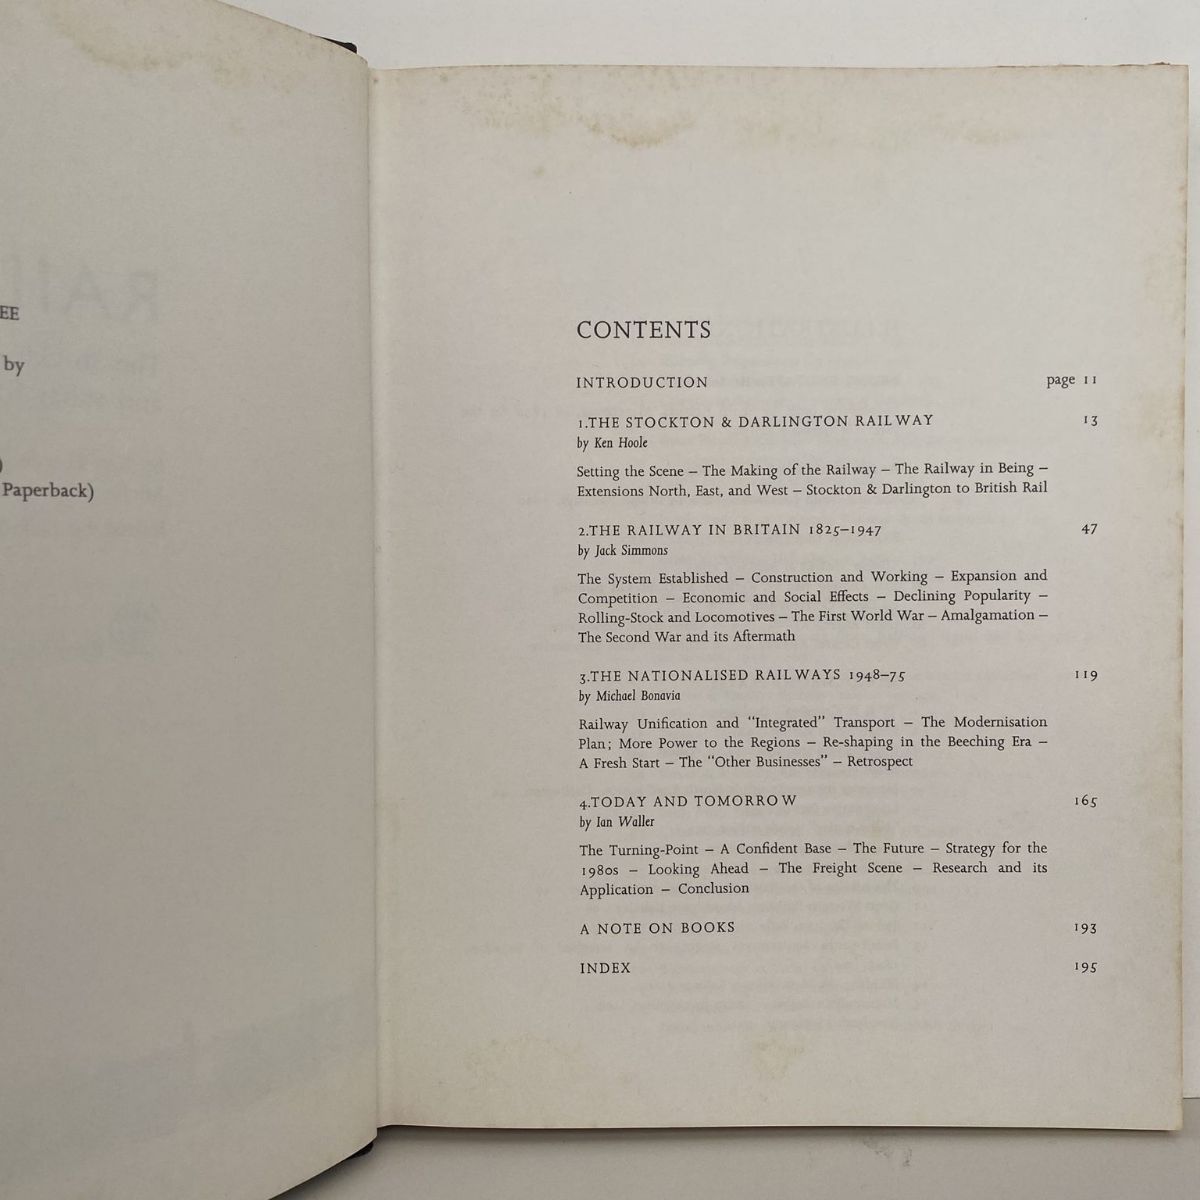 EE
by
)
Paperback)
CONTENTS
INTRODUCTION page 11
1.THE STOCKTON & DARLINGTON RAILWAY 13
by Ken Hoole
Setting the Scene – The Making of the Railway – The Railway in Being –
Extensions North, East, and West – Stockton & Darlington to British Rail
2.THE RAILWAY IN BRITAIN 1825–1947 47
by Jack Simmons
The System Established – Construction and Working – Expansion and
Competition – Economic and Social Effects – Declining Popularity –
Rolling-Stock and Locomotives – The First World War – Amalgamation –
The Second War and its Aftermath
3.THE NATIONALISED RAILWAYS 1948–75 119
by Michael Bonavia
Railway Unification and “Integrated” Transport – The Modernisation
Plan; More Power to the Regions – Re-shaping in the Beeching Era –
A Fresh Start – The “Other Businesses” – Retrospect
4.TODAY AND TOMORROW 165
by Ian Waller
The Turning-Point – A Confident Base – The Future – Strategy for the
1980s – Looking Ahead – The Freight Scene – Research and its
Application – Conclusion
A NOTE ON BOOKS 193
INDEX 195